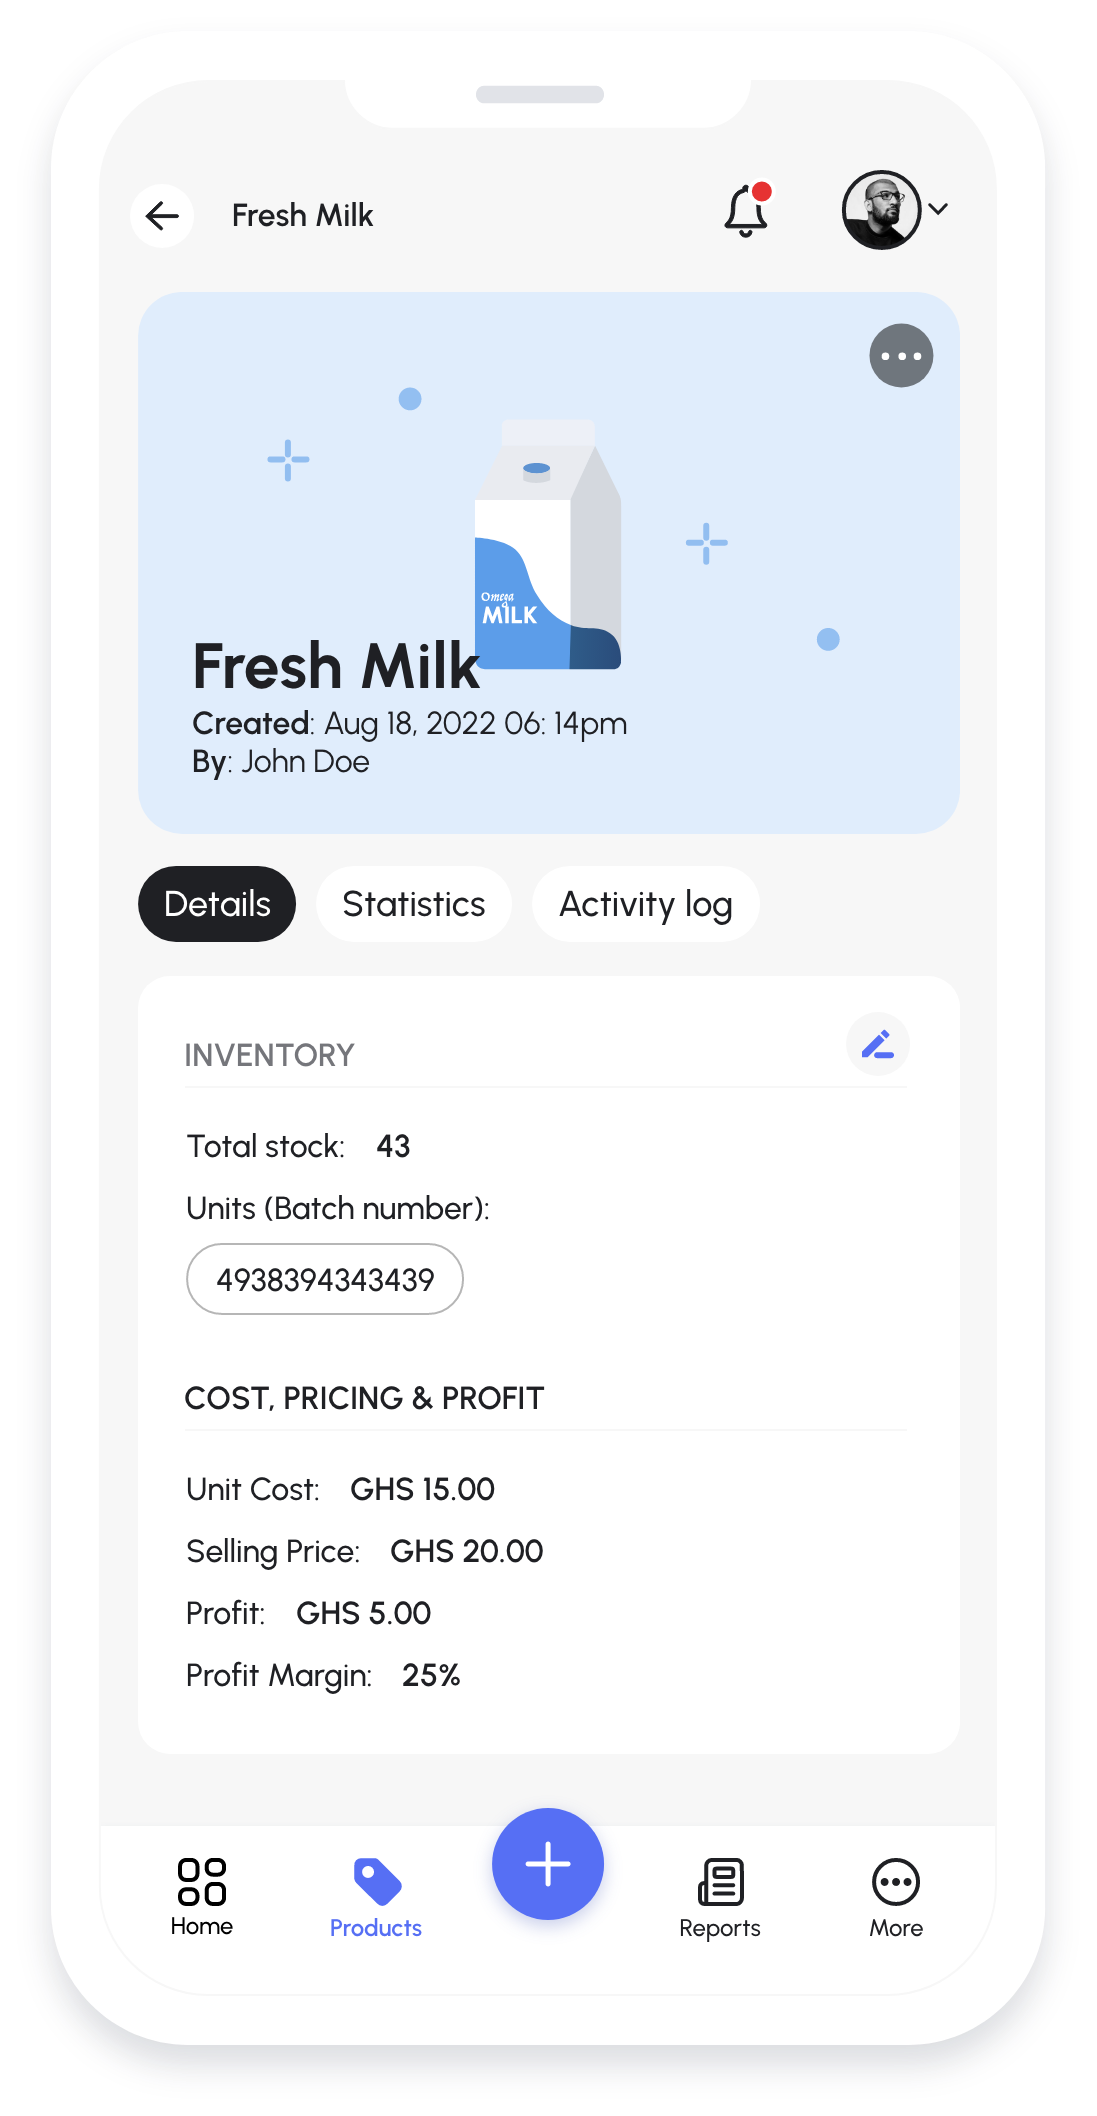 Fresh Milk
Omega
MILK
Fresh Milk
Created: Aug 18, 2022 06: 14pm
By: John Doe
Details Statistics Activity log
INVENTORY
Total stock: 43
Units (Batch number):
4938394343439
COST, PRICING & PROFIT
Unit Cost: GHS 15.00
Selling Price: GHS 20.00
Profit: GHS 5.00
Profit Margin: 25%
Home Products Reports More